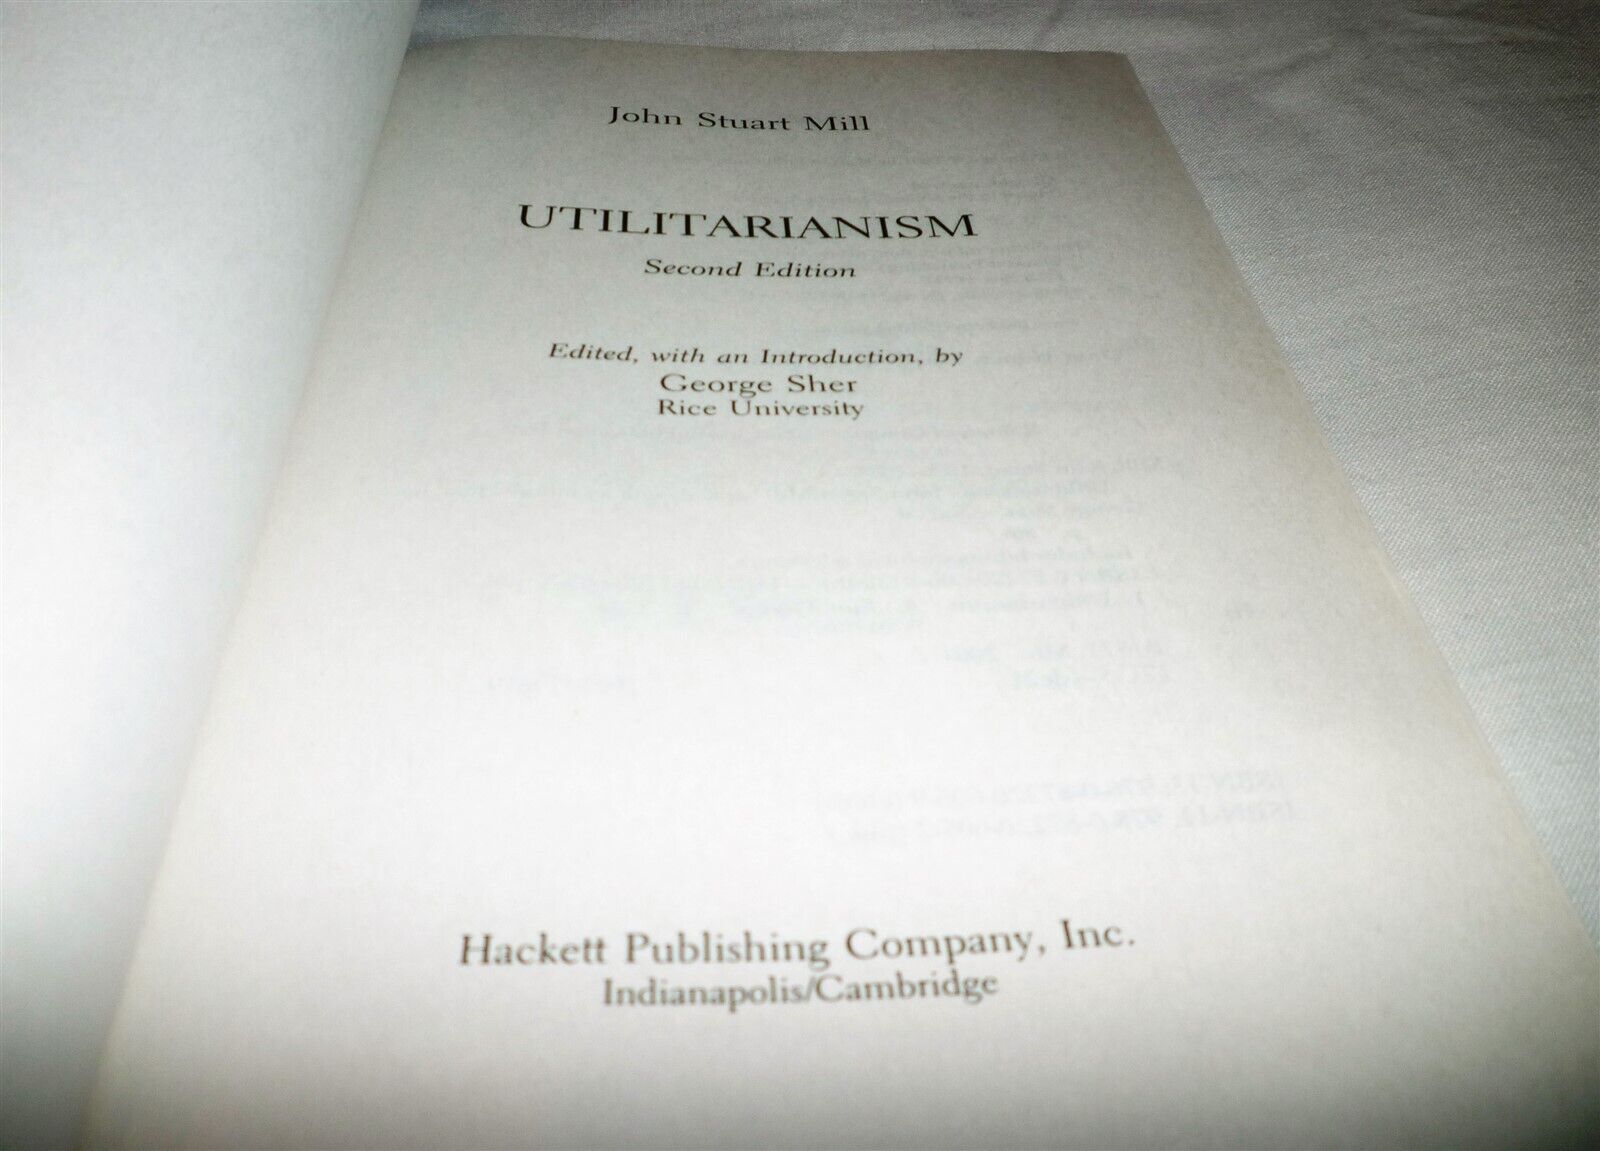 John Stuart Mill
UTILITARIANISM
Second Edition
Edited, with an Introduction, by
George Sher
Rice University
Hackett Publishing Company, Inc.
Indianapolis/Cambridge